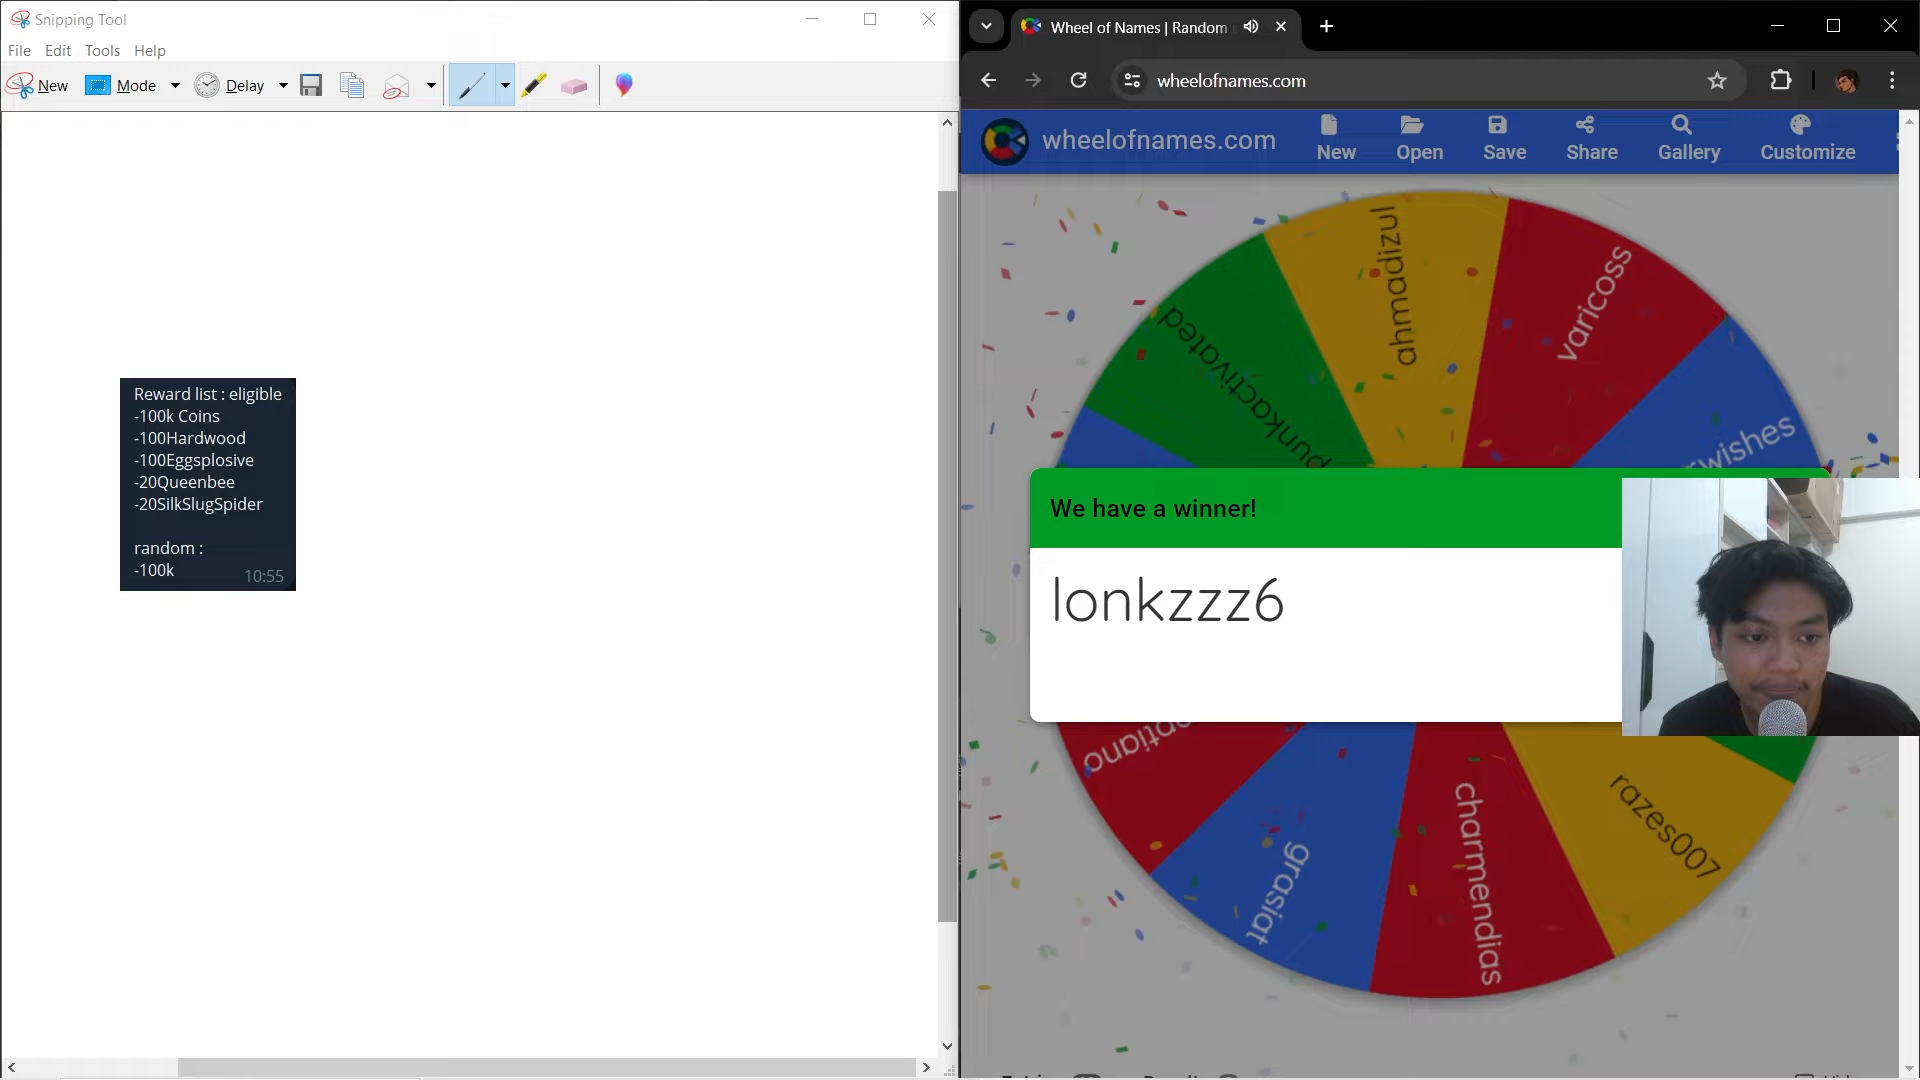 Snipping Tool
File Edit Tools Help
New Mode Delay
Reward list : eligible
-100k Coins
-100Hardwood
-100Eggsplosive
-20Queenbee
-20SilkSlugSpider
random :
-100k
10:55
Wheel of Names | Random
wheelofnames.com
wheelofnames.com
New Open Save Share Gallery Customize
punkactivated
ahmadizul
varicoss
We have a winner!
lonkzzz6
grasiat
charmendias
razes007